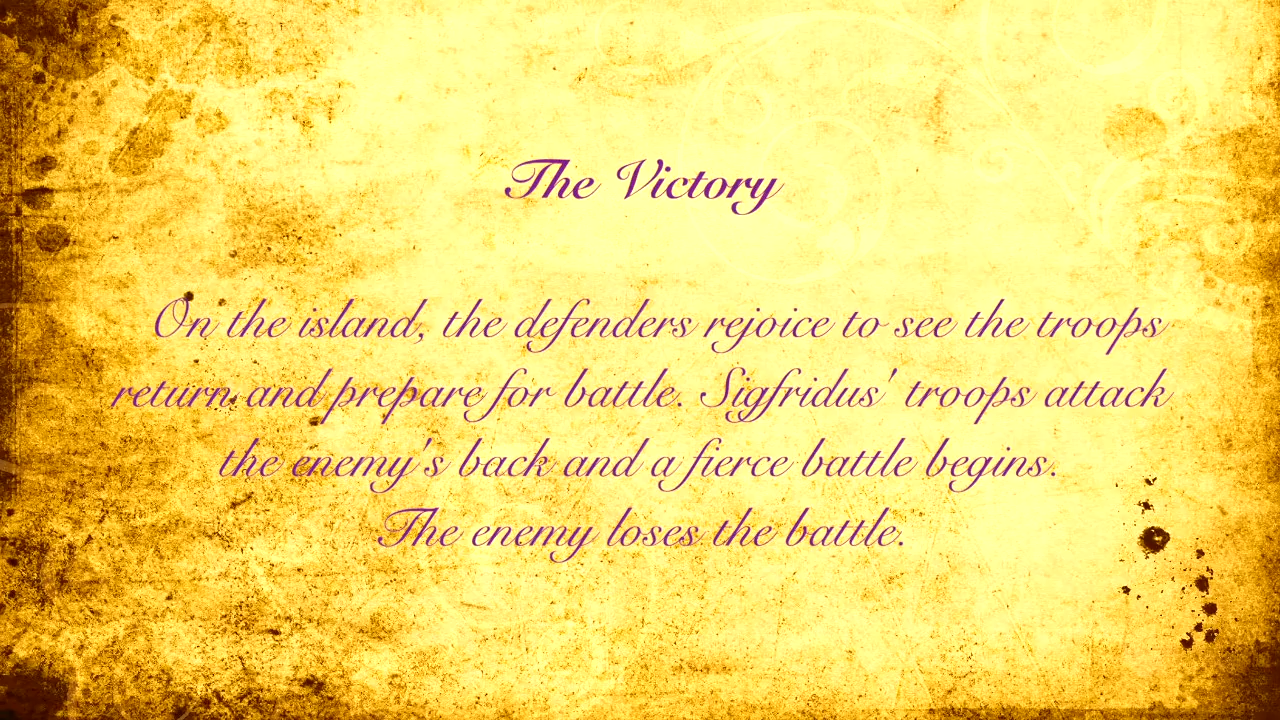 The Victory
On the island, the defenders rejoice to see the troops
return and prepare for battle. Sigfridus' troops attack
the enemy's back and a fierce battle begins.
The enemy loses the battle.